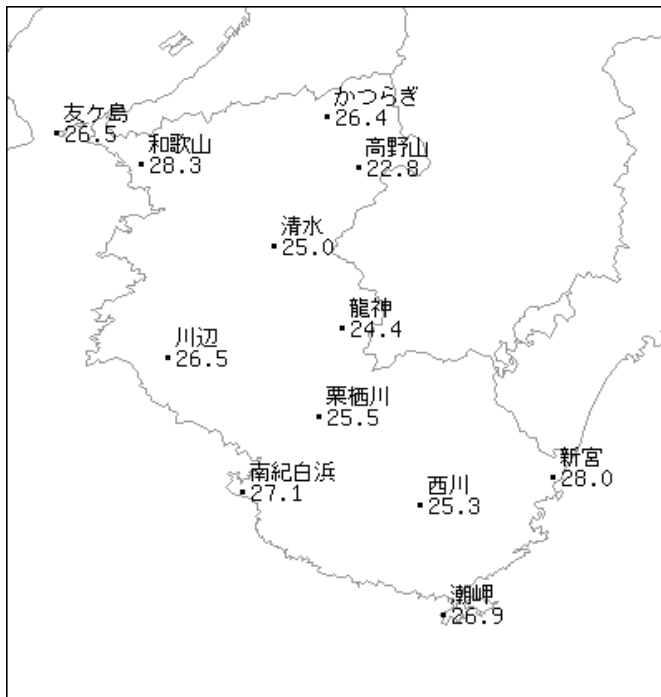 かつらぎ
26.4
友ケ島
26.5
和歌山
28.3
高野山
22.8
清水
25.0
龍神
24.4
川辺
26.5
栗栖川
25.5
新宮
28.0
南紀白浜
27.1
西川
25.3
潮岬
26.9